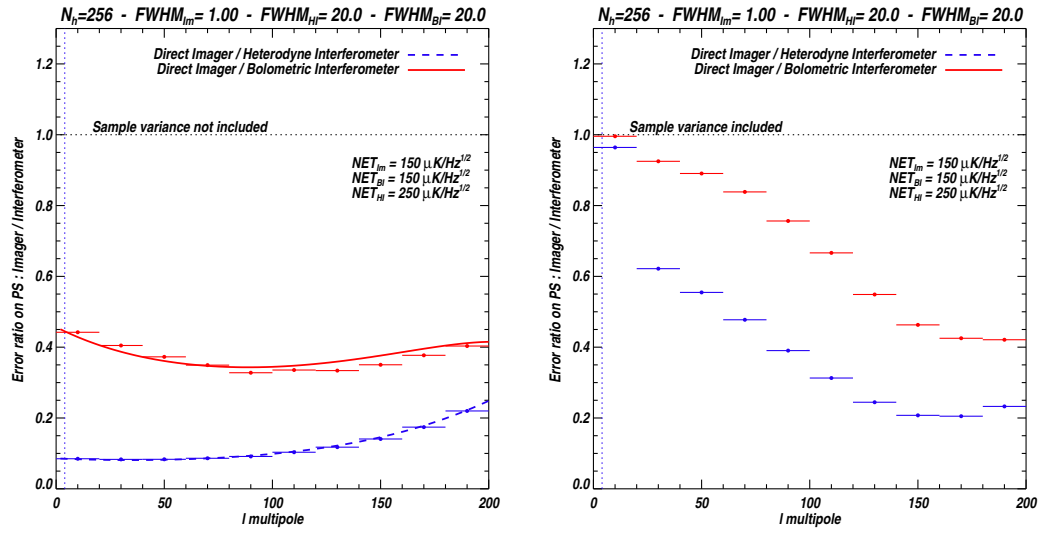 N_h=256 - FWHM_Im= 1.00 - FWHM_HI= 20.0 - FWHM_BI= 20.0
Direct Imager / Heterodyne Interferometer
Direct Imager / Bolometric Interferometer
Sample variance not included
NET_Im = 150 μK/Hz^1/2
NET_BI = 150 μK/Hz^1/2
NET_HI = 250 μK/Hz^1/2
Error ratio on PS : Imager / Interferometer
1.2
1.0
0.8
0.6
0.4
0.2
0.0
0 50 100 150 200
l multipole
N_h=256 - FWHM_Im= 1.00 - FWHM_HI= 20.0 - FWHM_BI= 20.0
Direct Imager / Heterodyne Interferometer
Direct Imager / Bolometric Interferometer
Sample variance included
NET_Im = 150 μK/Hz^1/2
NET_BI = 150 μK/Hz^1/2
NET_HI = 250 μK/Hz^1/2
Error ratio on PS : Imager / Interferometer
1.2
1.0
0.8
0.6
0.4
0.2
0.0
0 50 100 150 200
l multipole